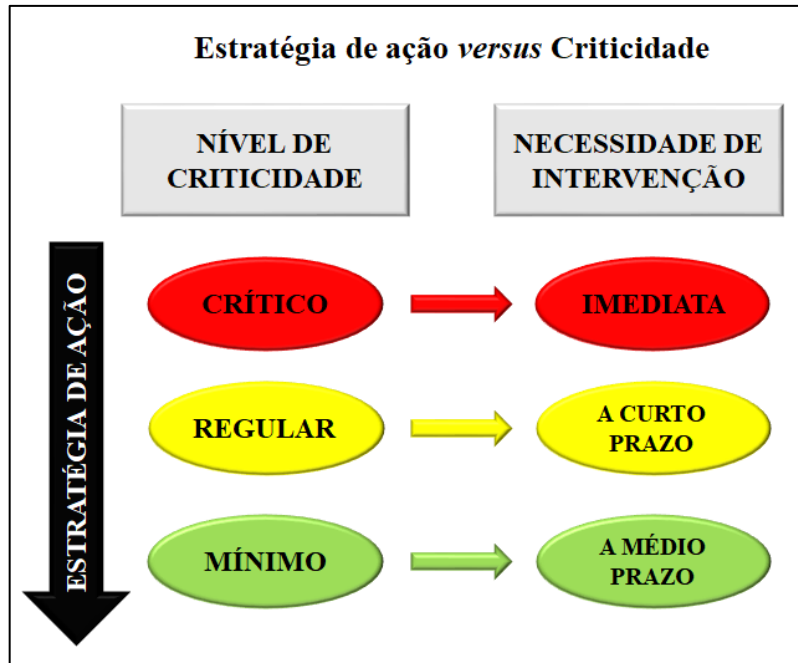 Estratégia de ação versus Criticidade
NÍVEL DE
CRITICIDADE
NECESSIDADE DE
INTERVENÇÃO
ESTRATÉGIA DE AÇÃO
CRÍTICO
IMEDIATA
REGULAR
A CURTO
PRAZO
MÍNIMO
A MÉDIO
PRAZO